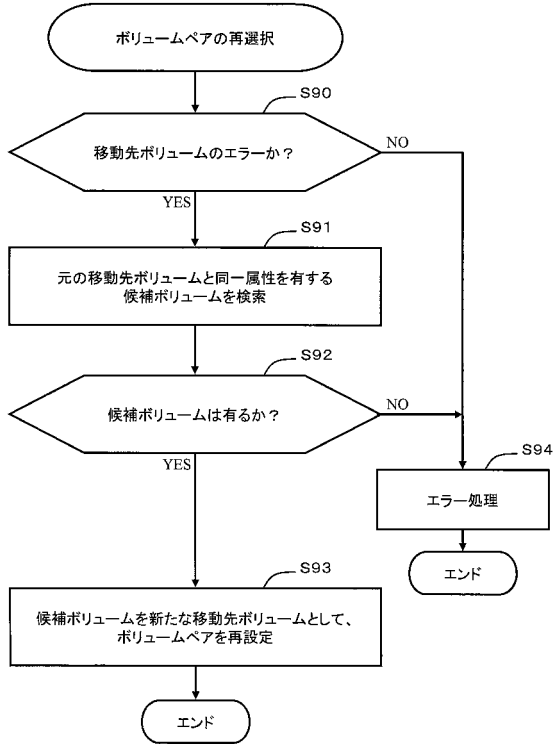 ボリュームペアの再選択
S90
移動先ボリュームのエラーか？
NO
YES
S91
元の移動先ボリュームと同一属性を有する
候補ボリュームを検索
S92
候補ボリュームは有るか？
NO
YES
S94
エラー処理
エンド
S93
候補ボリュームを新たな移動先ボリュームとして、
ボリュームペアを再設定
エンド